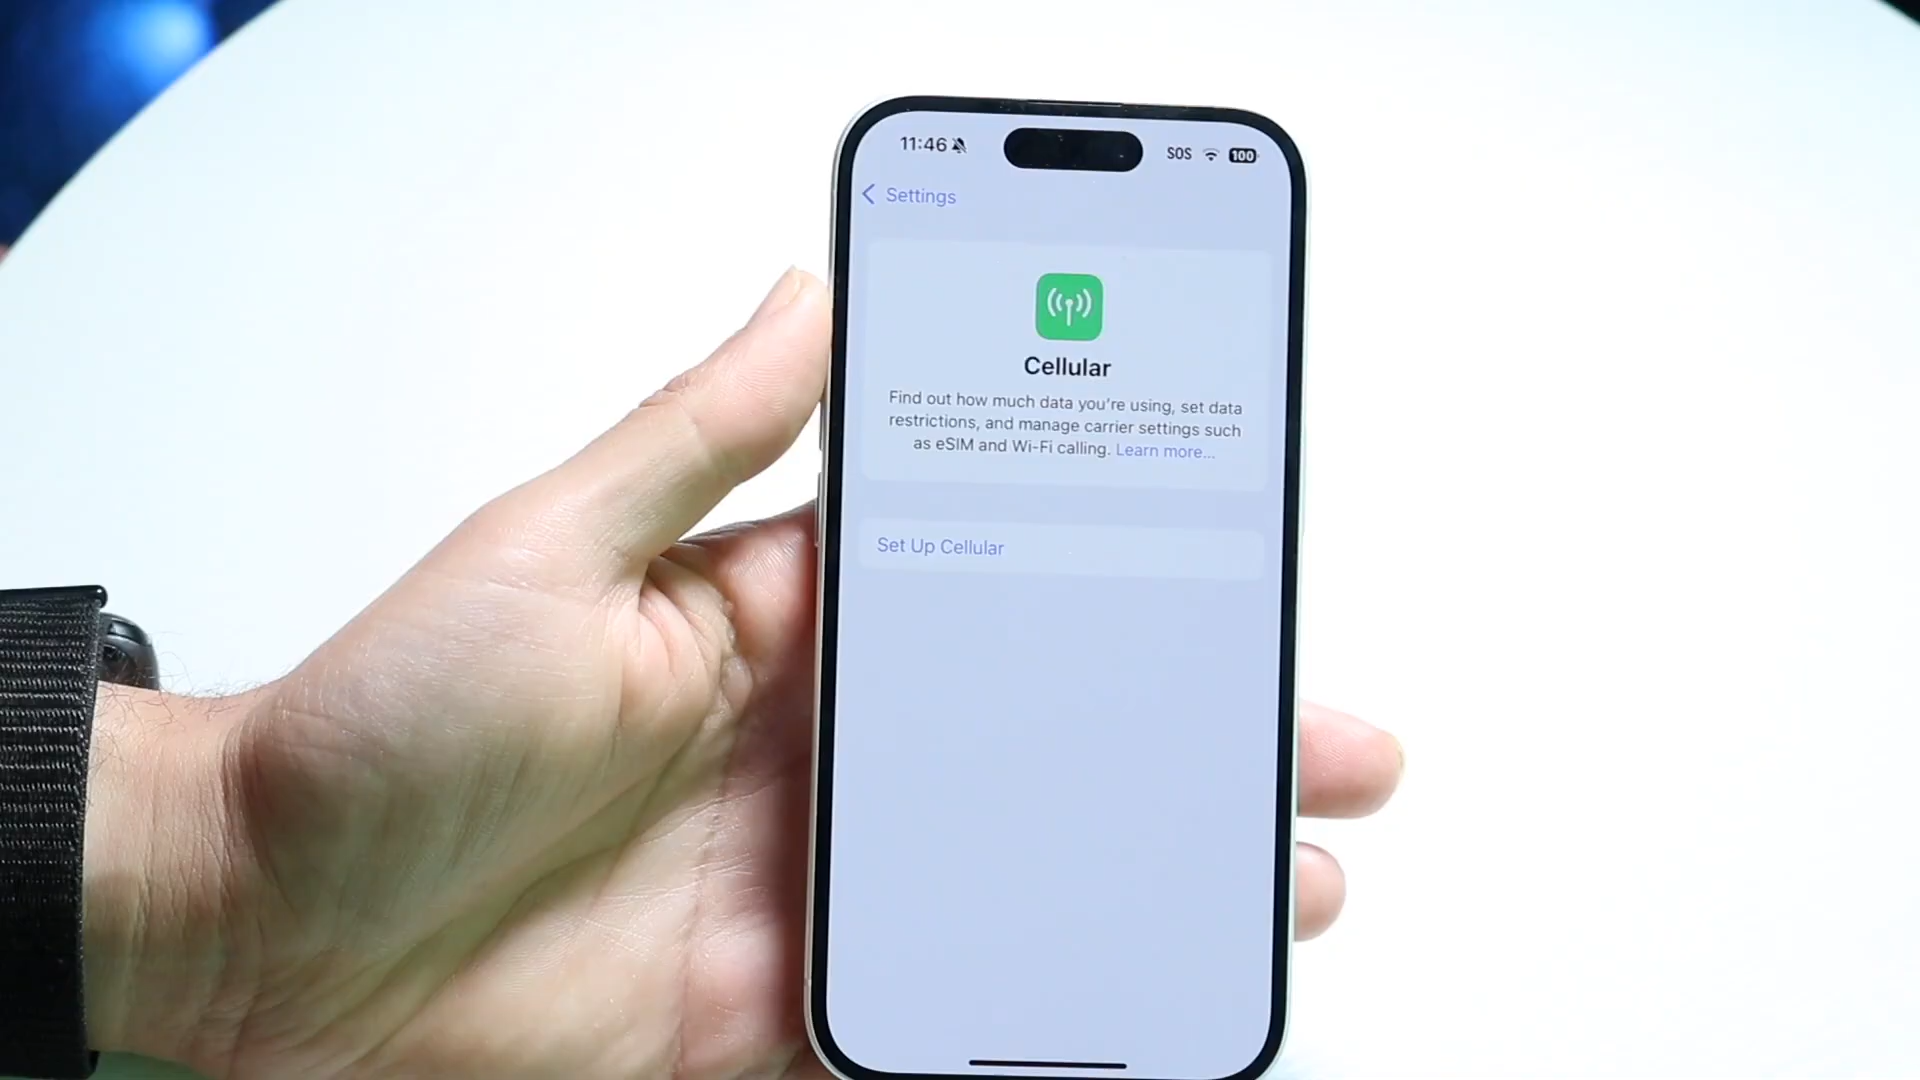 11:46
SOS
100
Settings
Cellular
Find out how much data you're using, set data
restrictions, and manage carrier settings such
as eSIM and Wi-Fi calling. Learn more...
Set Up Cellular